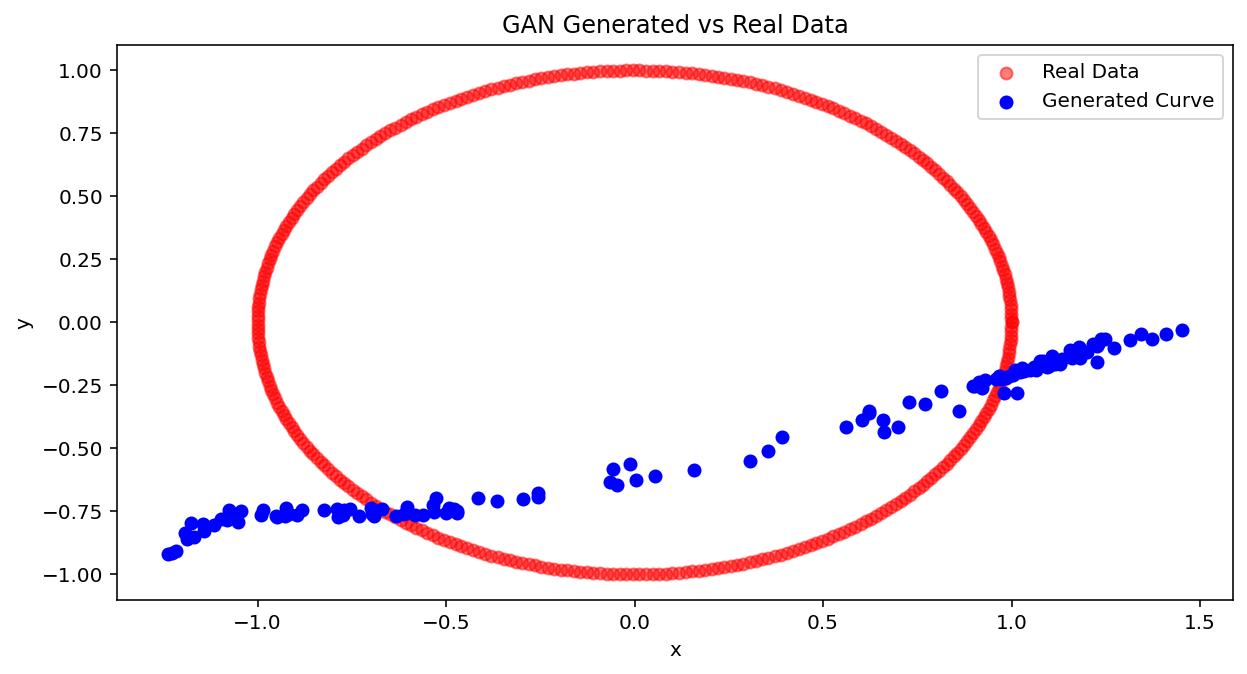 GAN Generated vs Real Data
Real Data
Generated Curve
1.00
0.75
0.50
0.25
0.00
−0.25
−0.50
−0.75
−1.00
y
−1.0 −0.5 0.0 0.5 1.0 1.5
x